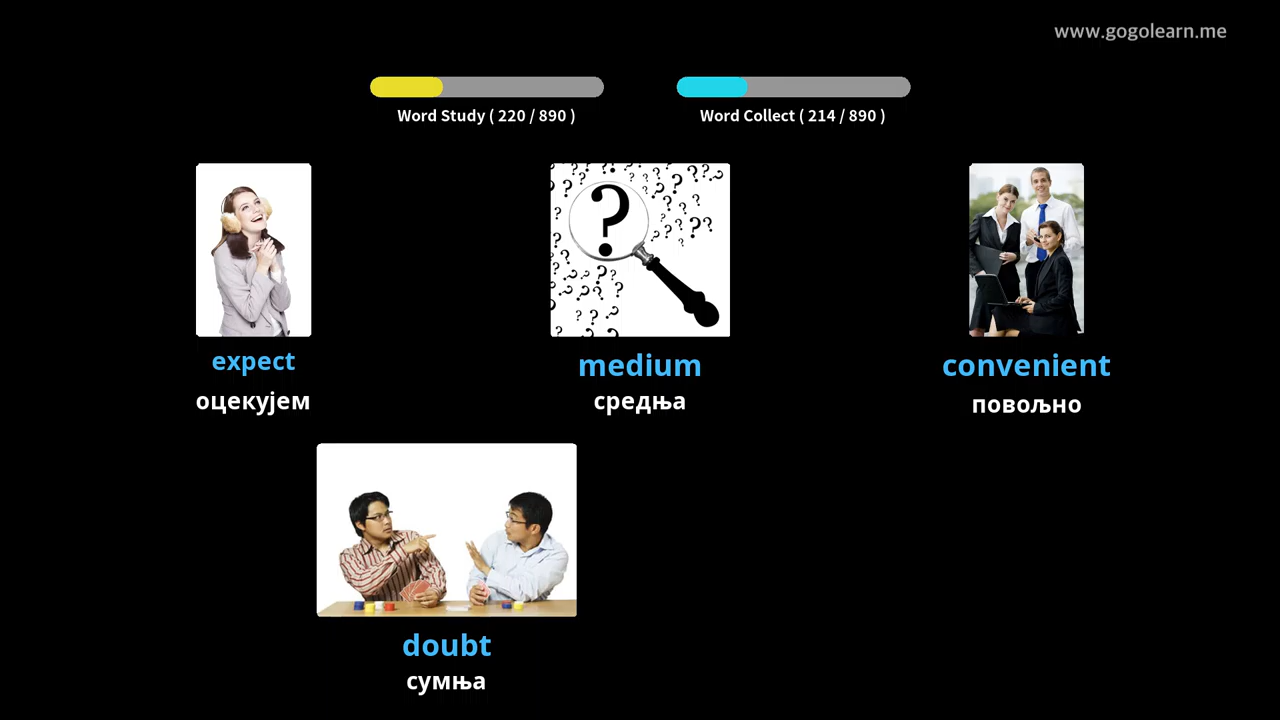 www.gogolearn.me
Word Study ( 220 / 890 )
Word Collect ( 214 / 890 )
expect
medium
convenient
оцекујем
средња
повољно
doubt
сумња